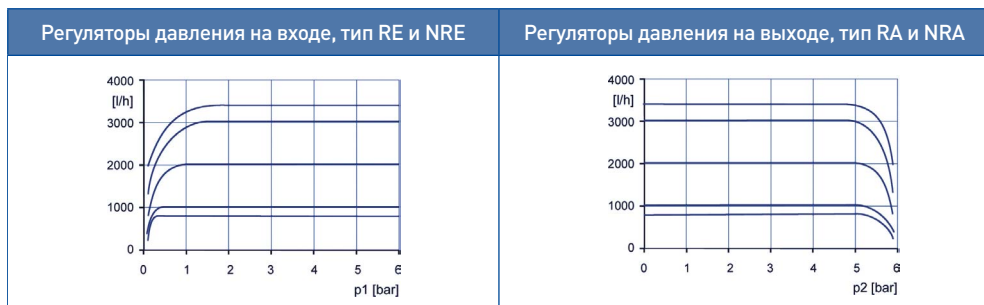 Регуляторы давления на входе, тип RE и NRE
Регуляторы давления на выходе, тип RA и NRA
4000
[l/h]
3000
2000
1000
0
0 1 2 3 4 5 6
p1 [bar]
4000
[l/h]
3000
2000
1000
0
0 1 2 3 4 5 6
p2 [bar]